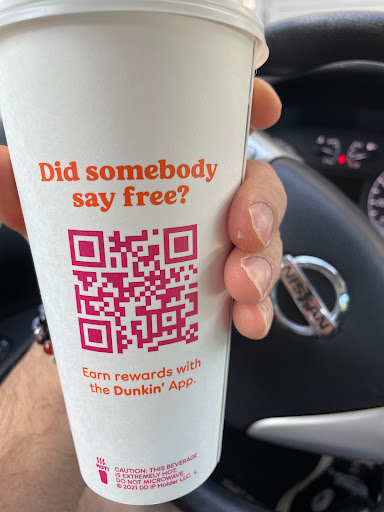 Did somebody
say free?
Earn rewards with
the Dunkin' App.
HOT!
CAUTION: THIS BEVERAGE
IS EXTREMELY HOT.
DO NOT MICROWAVE.
© 2021 DD IP Holder LLC. L
NISSAN